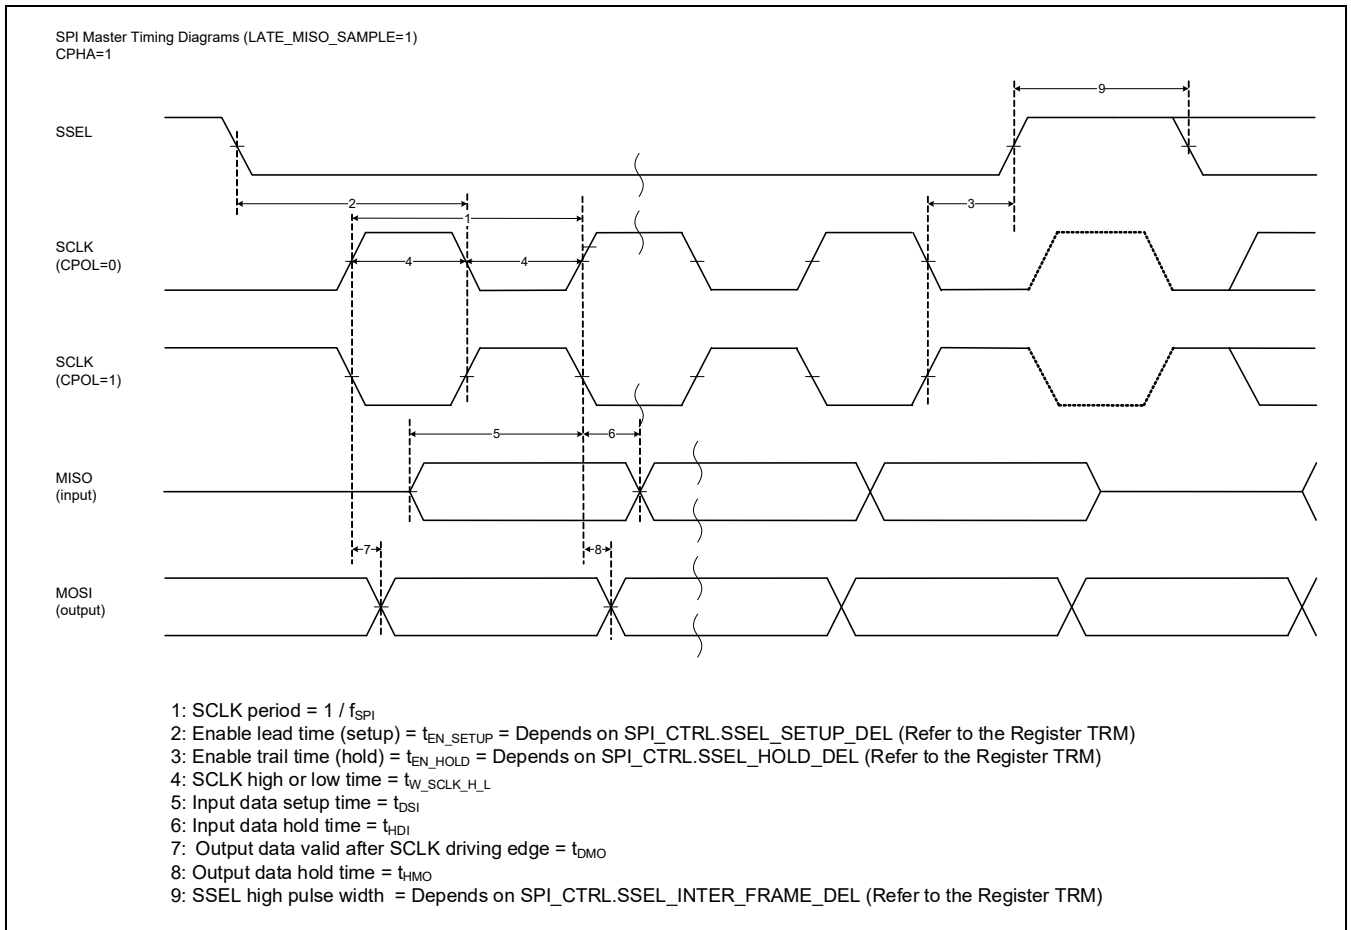 SPI Master Timing Diagrams (LATE_MISO_SAMPLE=1)
CPHA=1
9
SSEL
2
3
1
SCLK
(CPOL=0)
4
4
SCLK
(CPOL=1)
5
6
MISO
(input)
7
8
MOSI
(output)
1: SCLK period = 1 / fSPI
2: Enable lead time (setup) = tEN_SETUP = Depends on SPI_CTRL.SSEL_SETUP_DEL (Refer to the Register TRM)
3: Enable trail time (hold) = tEN_HOLD = Depends on SPI_CTRL.SSEL_HOLD_DEL (Refer to the Register TRM)
4: SCLK high or low time = tW_SCLK_H_L
5: Input data setup time = tDSI
6: Input data hold time = tHDI
7: Output data valid after SCLK driving edge = tDMO
8: Output data hold time = tHMO
9: SSEL high pulse width = Depends on SPI_CTRL.SSEL_INTER_FRAME_DEL (Refer to the Register TRM)